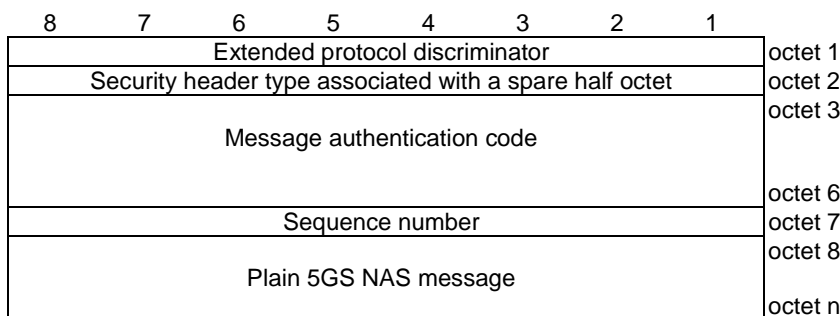 8 7 6 5 4 3 2 1
Extended protocol discriminator octet 1
Security header type associated with a spare half octet octet 2
octet 3
Message authentication code
octet 6
Sequence number octet 7
octet 8
Plain 5GS NAS message
octet n